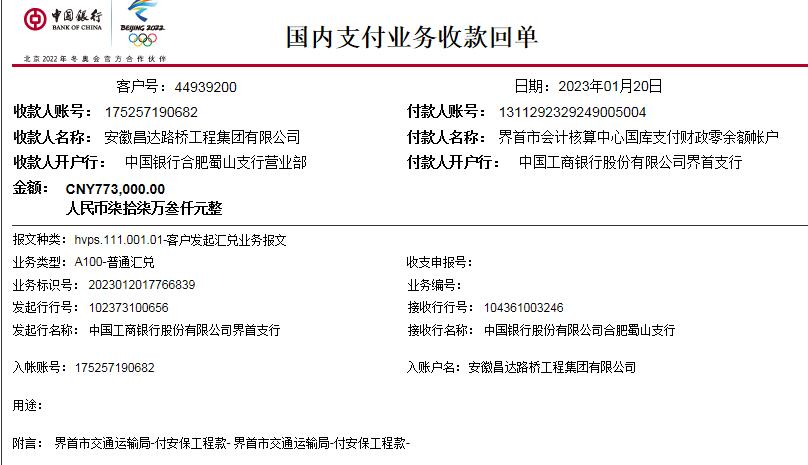 中国银行
BANK OF CHINA
BEIJING 2022
北京2022年冬奥会官方合作伙伴
国内支付业务收款回单
客户号：44939200 日期：2023年01月20日
收款人账号：175257190682 付款人账号：1311292329249005004
收款人名称：安徽昌达路桥工程集团有限公司 付款人名称：界首市会计核算中心国库支付财政零余额帐户
收款人开户行：中国银行合肥蜀山支行营业部 付款人开户行：中国工商银行股份有限公司界首支行
金额：CNY773,000.00
人民币柒拾柒万叁仟元整
报文种类：hvps.111.001.01-客户发起汇兑业务报文
业务类型：A100-普通汇兑 收支申报号：
业务标识号：2023012017766839 业务编号：
发起行行号：102373100656 接收行行号：104361003246
发起行名称：中国工商银行股份有限公司界首支行 接收行名称：中国银行股份有限公司合肥蜀山支行
入帐账号：175257190682 入账户名：安徽昌达路桥工程集团有限公司
用途：
附言：界首市交通运输局-付安保工程款- 界首市交通运输局-付安保工程款-